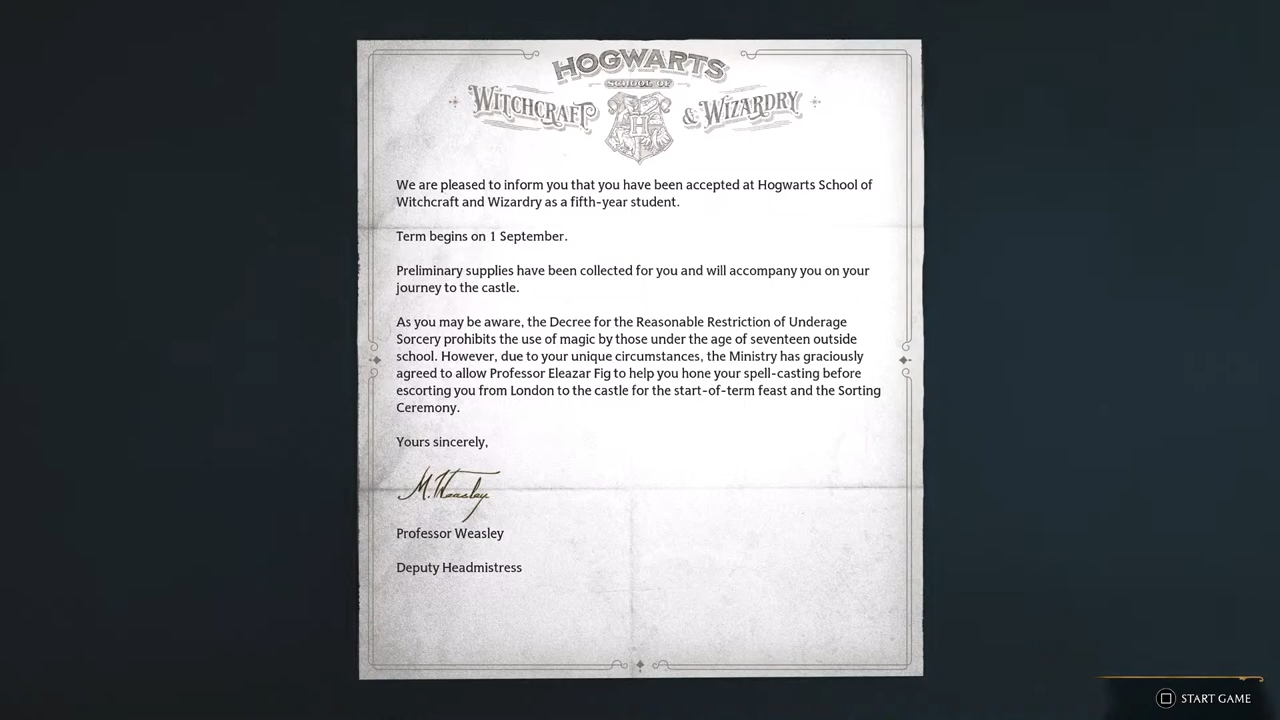 HOGWARTS
SCHOOL OF
WITCHCRAFT & WIZARDRY
H
We are pleased to inform you that you have been accepted at Hogwarts School of
Witchcraft and Wizardry as a fifth-year student.
Term begins on 1 September.
Preliminary supplies have been collected for you and will accompany you on your
journey to the castle.
As you may be aware, the Decree for the Reasonable Restriction of Underage
Sorcery prohibits the use of magic by those under the age of seventeen outside
school. However, due to your unique circumstances, the Ministry has graciously
agreed to allow Professor Eleazar Fig to help you hone your spell-casting before
escorting you from London to the castle for the start-of-term feast and the Sorting
Ceremony.
Yours sincerely,
M. Weasley
Professor Weasley
Deputy Headmistress
START GAME